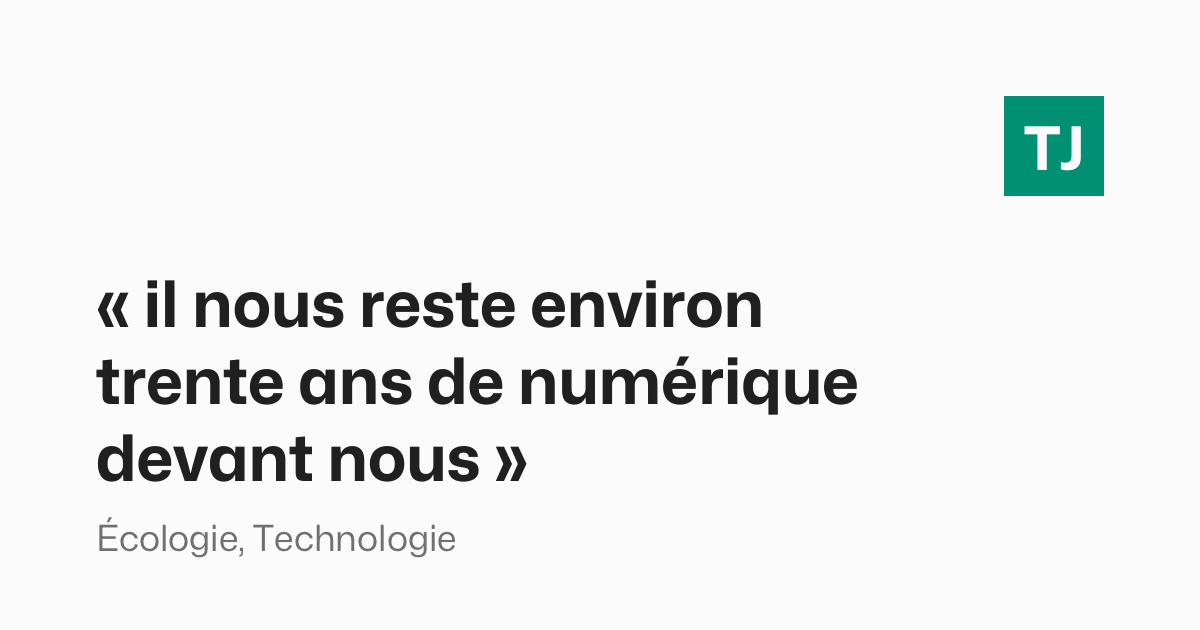 TJ
« il nous reste environ
trente ans de numérique
devant nous »
Écologie, Technologie